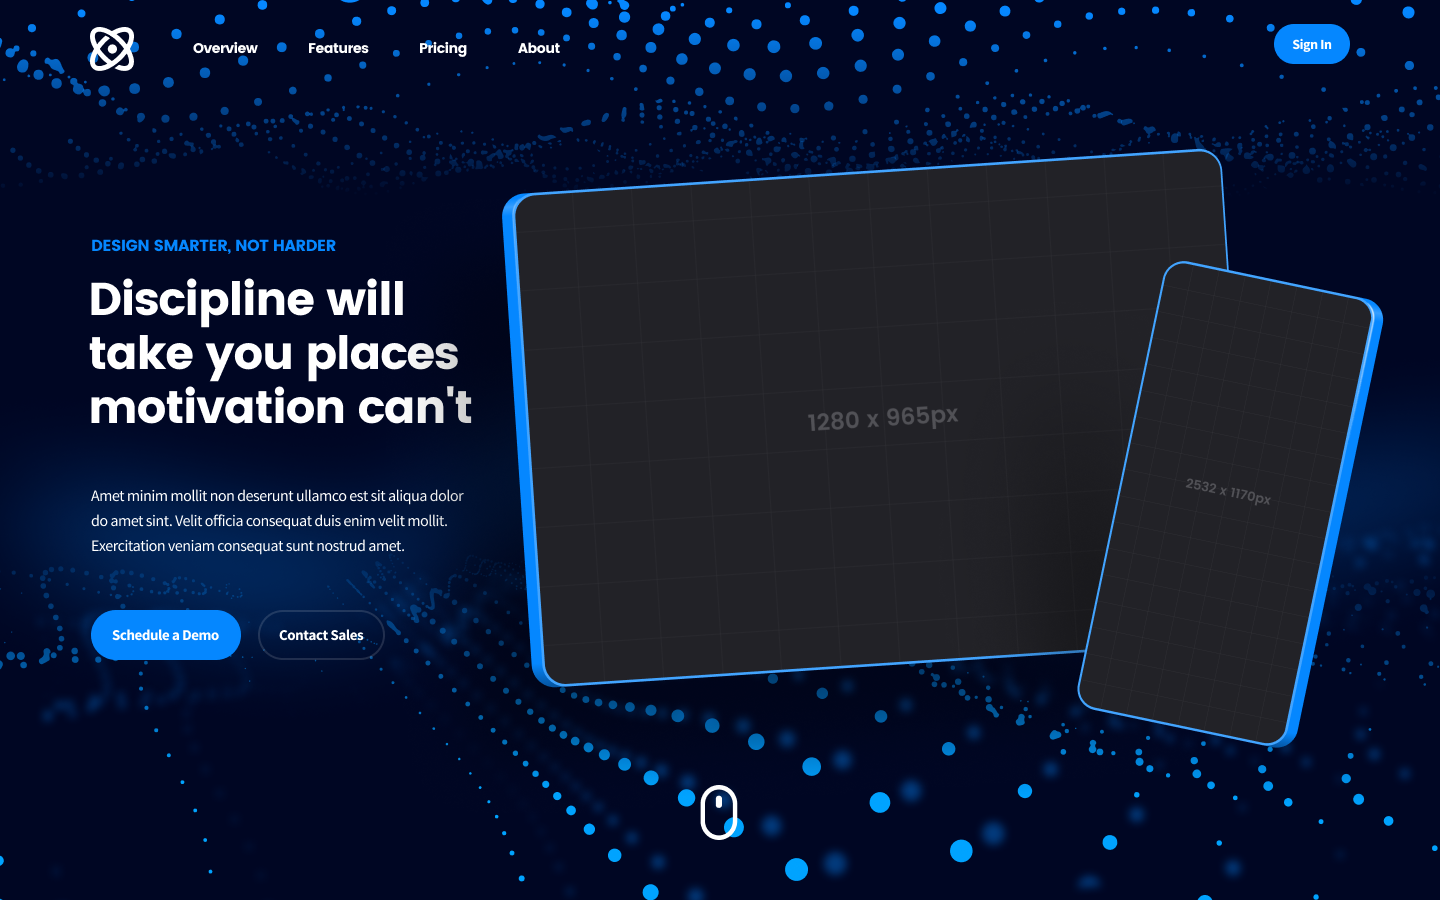 Overview
Features
Pricing
About
Sign In
DESIGN SMARTER, NOT HARDER
Discipline will
take you places
motivation can't
Amet minim mollit non deserunt ullamco est sit aliqua dolor
do amet sint. Velit officia consequat duis enim velit mollit.
Exercitation veniam consequat sunt nostrud amet.
Schedule a Demo
Contact Sales
1280 x 965px
2532 x 1170px